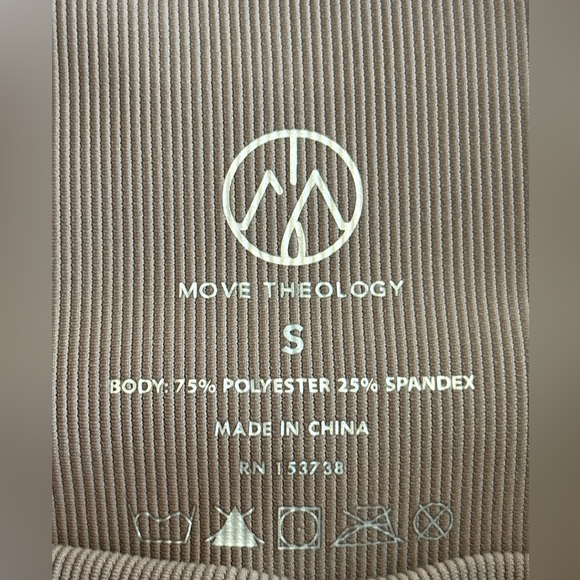 MOVE THEOLOGY
S
BODY: 75% POLYESTER 25% SPANDEX
MADE IN CHINA
RN 153738